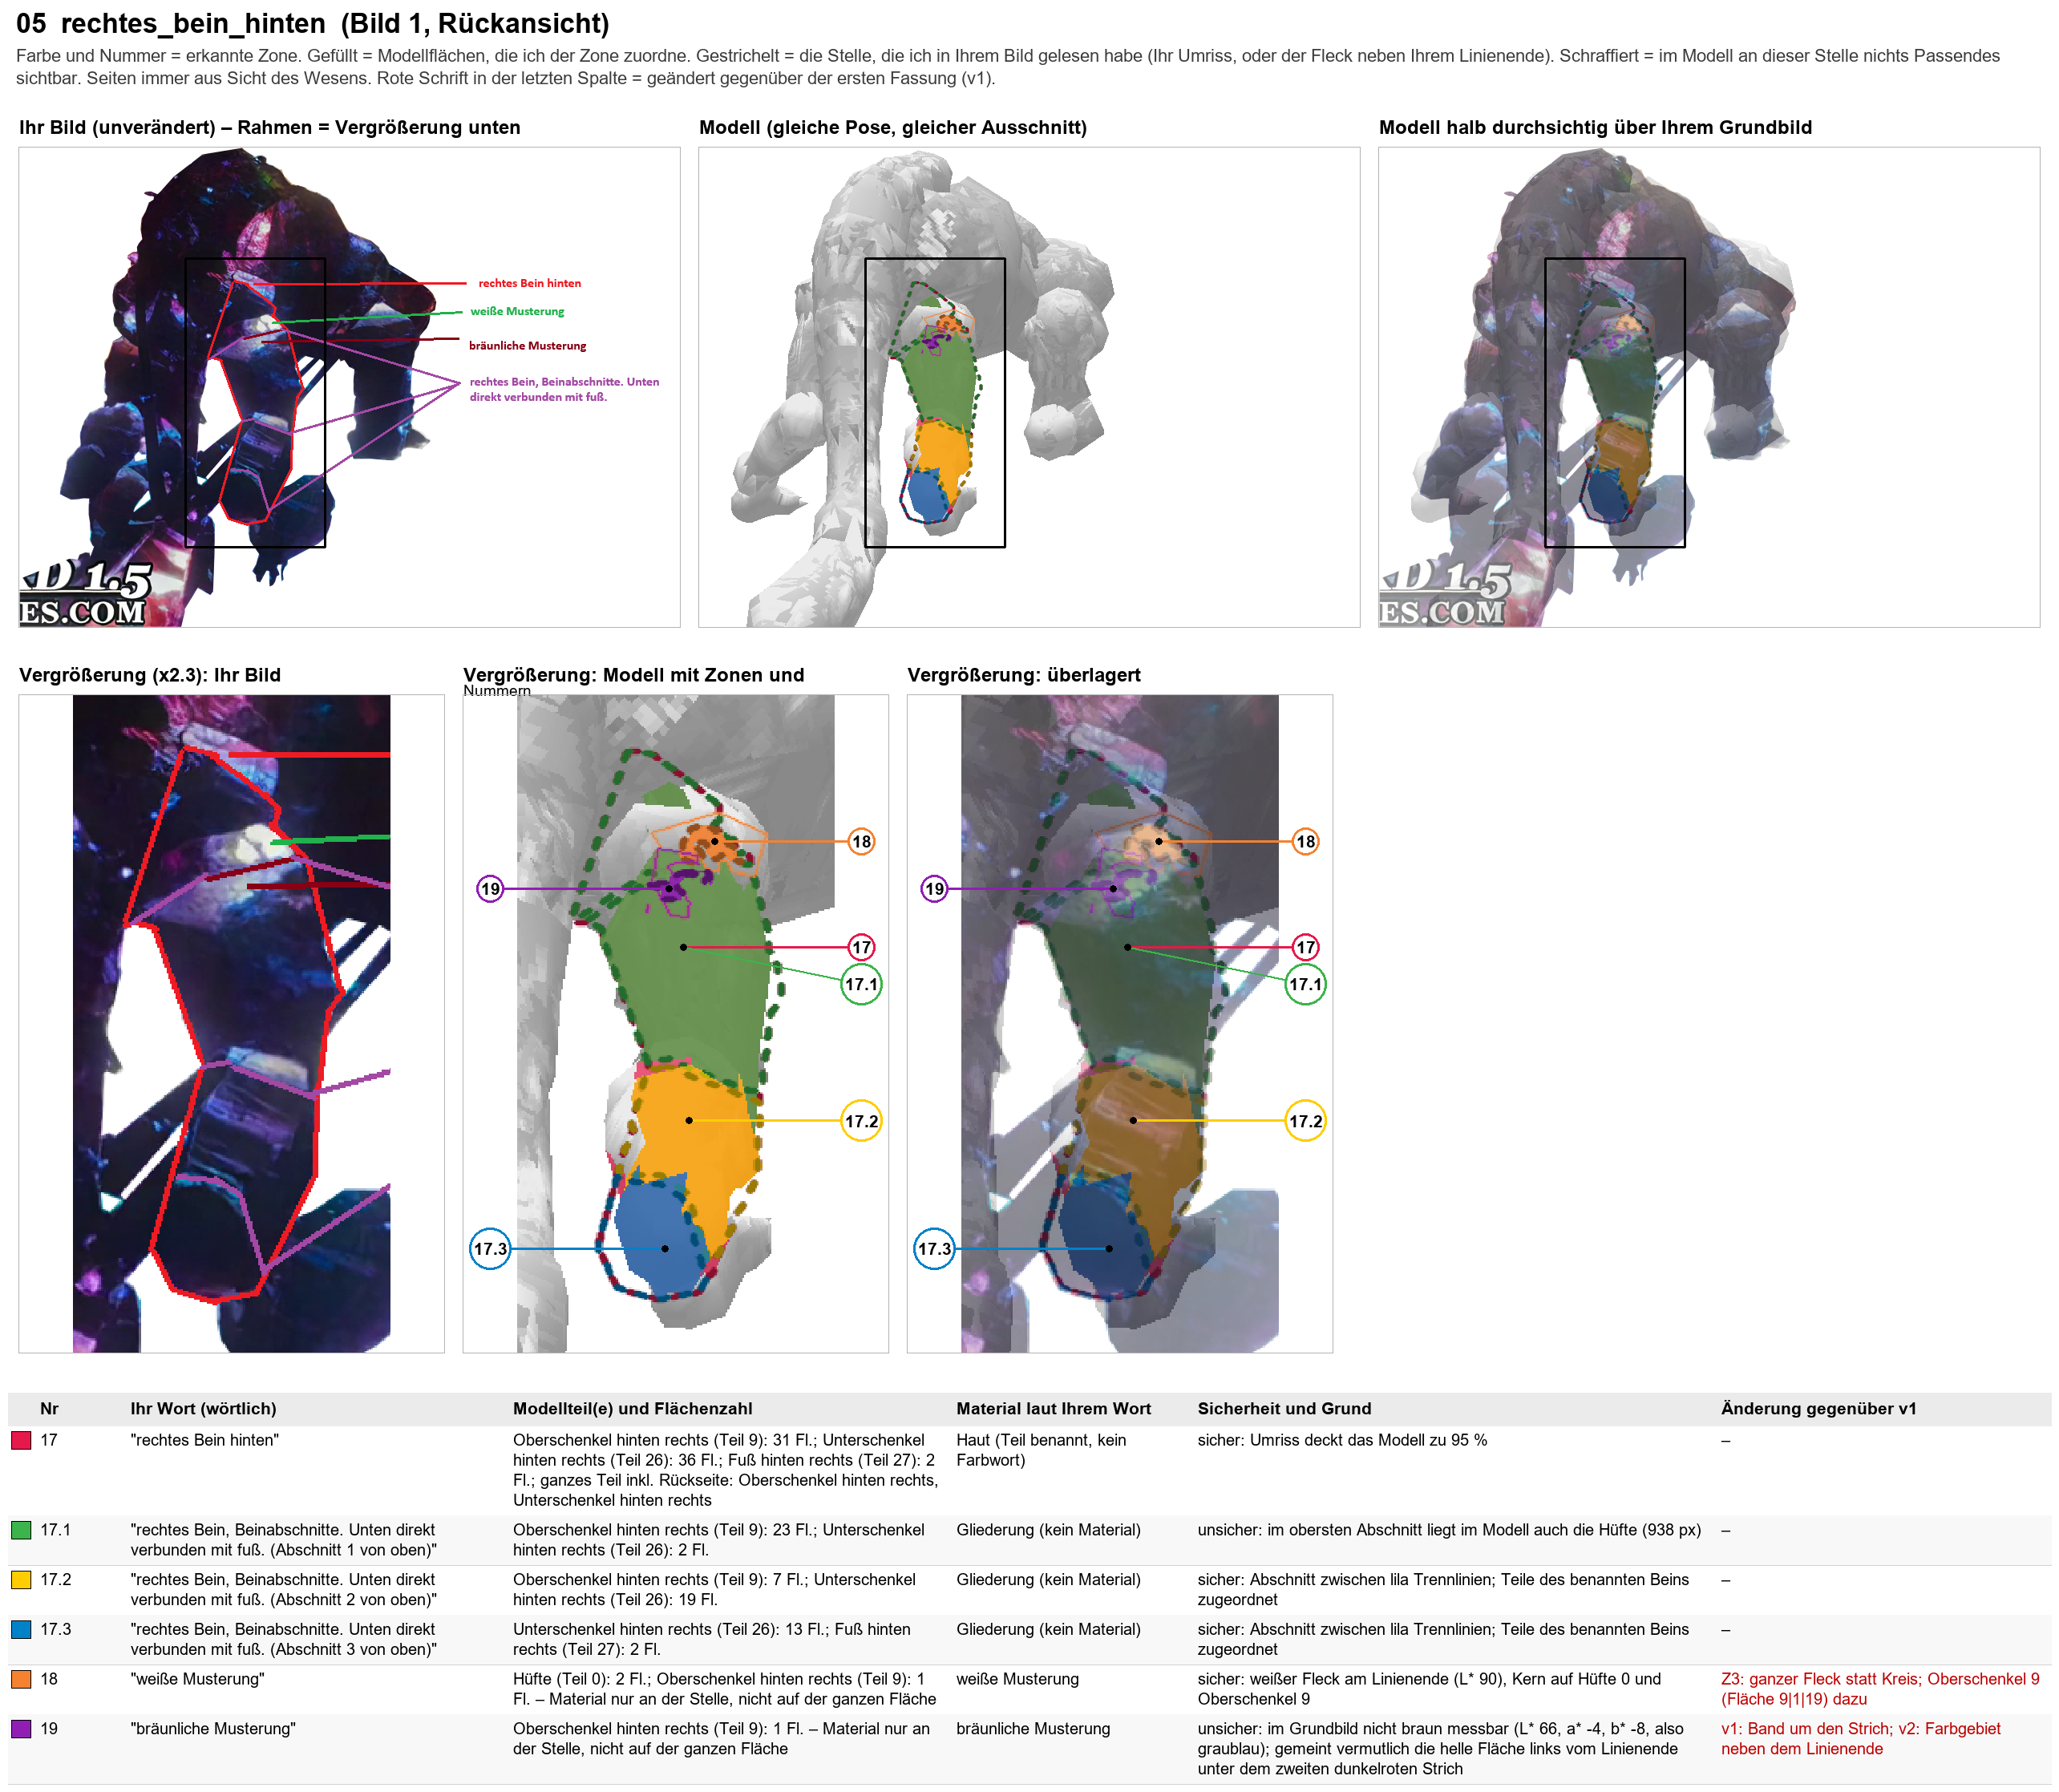 05 rechtes_bein_hinten (Bild 1, Rückansicht)
Farbe und Nummer = erkannte Zone. Gefüllt = Modellflächen, die ich der Zone zuordne. Gestrichelt = die Stelle, die ich in Ihrem Bild gelesen habe (Ihr Umriss, oder der Fleck neben Ihrem Linienende). Schraffiert = im Modell an dieser Stelle nichts Passendes
sichtbar. Seiten immer aus Sicht des Wesens. Rote Schrift in der letzten Spalte = geändert gegenüber der ersten Fassung (v1).
Ihr Bild (unverändert) – Rahmen = Vergrößerung unten
Modell (gleiche Pose, gleicher Ausschnitt)
Modell halb durchsichtig über Ihrem Grundbild
rechtes Bein hinten
weiße Musterung
bräunliche Musterung
rechtes Bein, Beinabschnitte. Unten
direkt verbunden mit fuß.
D 1.5
ES.COM
D 1.5
ES.COM
Vergrößerung (x2.3): Ihr Bild
Vergrößerung: Modell mit Zonen und
Nummern
Vergrößerung: überlagert
18
19
17
17.1
17.2
17.3
18
19
17
17.1
17.2
17.3
Nr Ihr Wort (wörtlich) Modellteil(e) und Flächenzahl Material laut Ihrem Wort Sicherheit und Grund Änderung gegenüber v1
17 "rechtes Bein hinten" Oberschenkel hinten rechts (Teil 9): 31 Fl.; Unterschenkel Haut (Teil benannt, kein sicher: Umriss deckt das Modell zu 95 % –
hinten rechts (Teil 26): 36 Fl.; Fuß hinten rechts (Teil 27): 2 Farbwort)
Fl.; ganzes Teil inkl. Rückseite: Oberschenkel hinten rechts,
Unterschenkel hinten rechts
17.1 "rechtes Bein, Beinabschnitte. Unten direkt Oberschenkel hinten rechts (Teil 9): 23 Fl.; Unterschenkel Gliederung (kein Material) unsicher: im obersten Abschnitt liegt im Modell auch die Hüfte (938 px) –
verbunden mit fuß. (Abschnitt 1 von oben)" hinten rechts (Teil 26): 2 Fl.
17.2 "rechtes Bein, Beinabschnitte. Unten direkt Oberschenkel hinten rechts (Teil 9): 7 Fl.; Unterschenkel Gliederung (kein Material) sicher: Abschnitt zwischen lila Trennlinien; Teile des benannten Beins –
verbunden mit fuß. (Abschnitt 2 von oben)" hinten rechts (Teil 26): 19 Fl. zugeordnet
17.3 "rechtes Bein, Beinabschnitte. Unten direkt Unterschenkel hinten rechts (Teil 26): 13 Fl.; Fuß hinten Gliederung (kein Material) sicher: Abschnitt zwischen lila Trennlinien; Teile des benannten Beins –
verbunden mit fuß. (Abschnitt 3 von oben)" rechts (Teil 27): 2 Fl. zugeordnet
18 "weiße Musterung" Hüfte (Teil 0): 2 Fl.; Oberschenkel hinten rechts (Teil 9): 1 weiße Musterung sicher: weißer Fleck am Linienende (L* 90), Kern auf Hüfte 0 und Z3: ganzer Fleck statt Kreis; Oberschenkel 9
Fl. – Material nur an der Stelle, nicht auf der ganzen Fläche Oberschenkel 9 (Fläche 9|1|19) dazu
19 "bräunliche Musterung" Oberschenkel hinten rechts (Teil 9): 1 Fl. – Material nur an bräunliche Musterung unsicher: im Grundbild nicht braun messbar (L* 66, a* -4, b* -8, also v1: Band um den Strich; v2: Farbgebiet
der Stelle, nicht auf der ganzen Fläche graublau); gemeint vermutlich die helle Fläche links vom Linienende neben dem Linienende
unter dem zweiten dunkelroten Strich